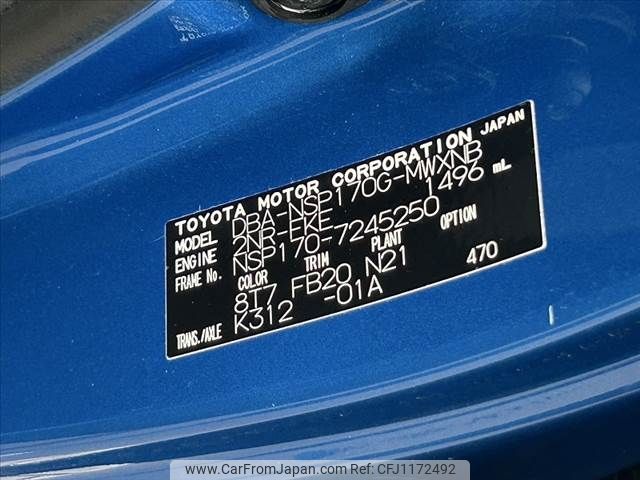 TOYOTA MOTOR CORPORATION JAPAN
MODEL DBA-NSP170G-MWXNB
ENGINE 2NR-FKE 1496 mL
FRAME No. NSP170-7245250
COLOR TRIM PLANT OPTION
8T7 FB20 N21 470
TRANS./AXLE K312 -01A
www.CarFromJapan.com - CFJ1172492